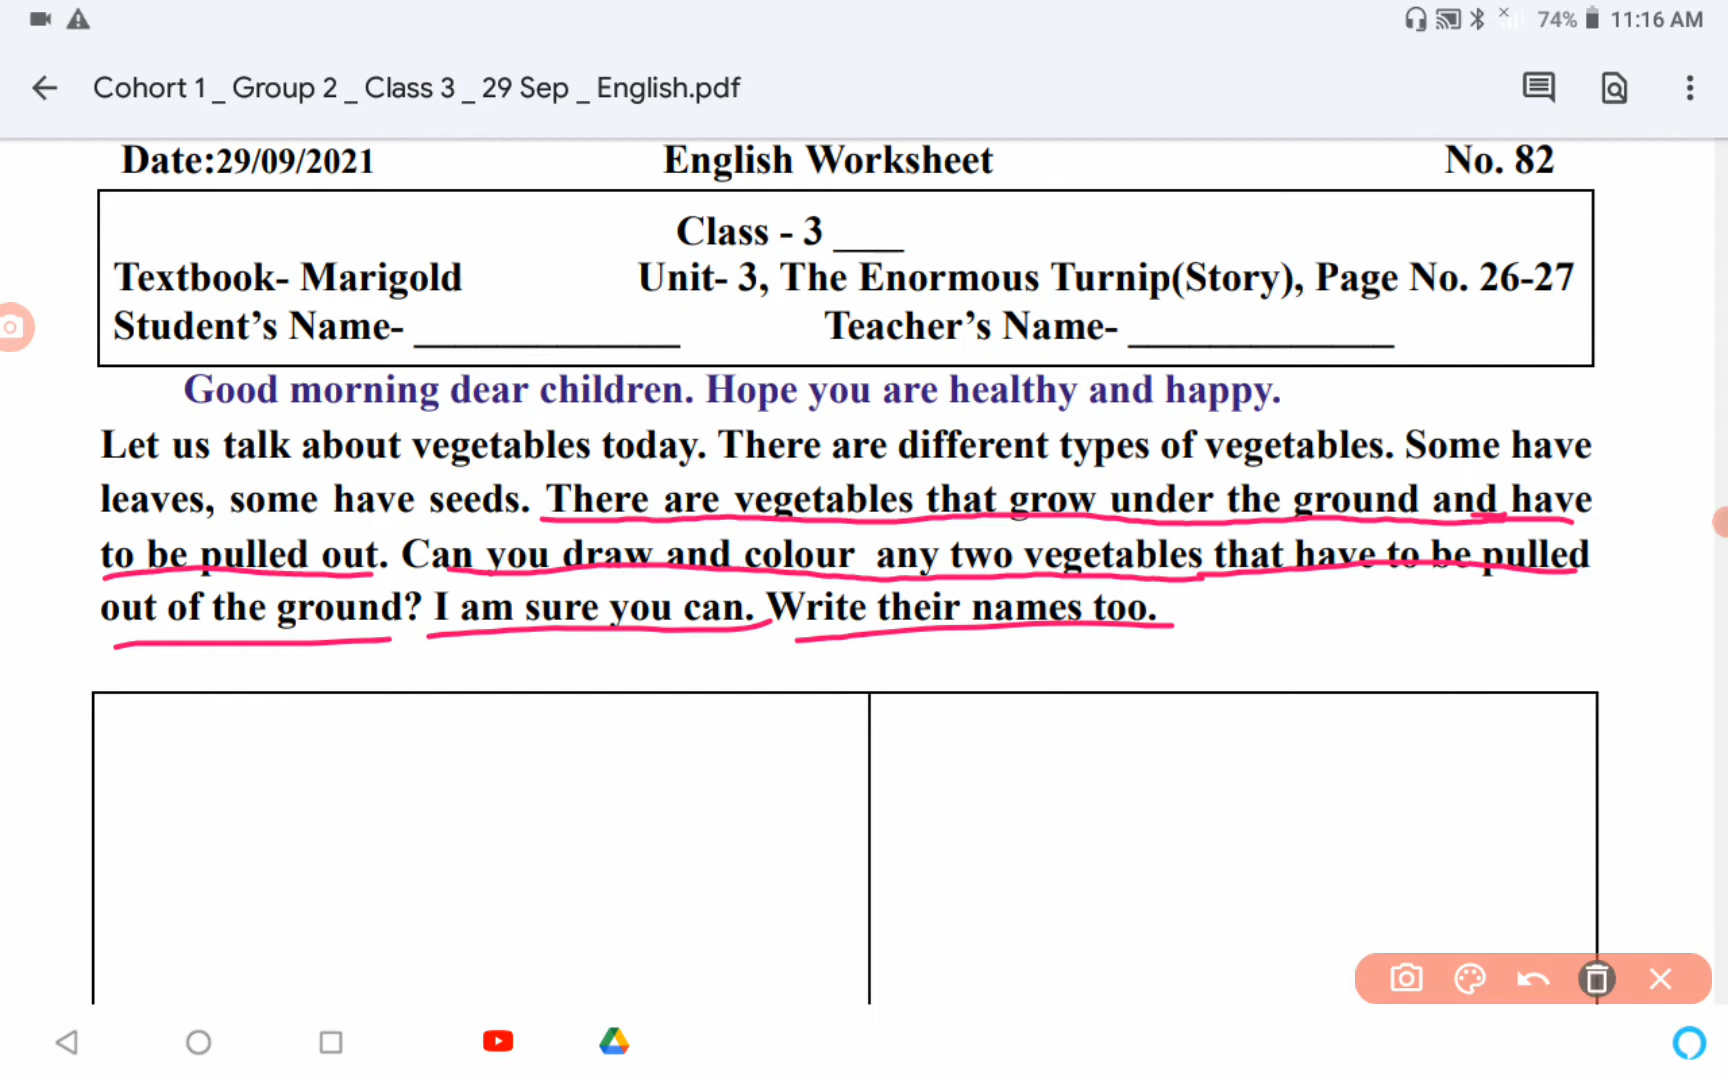 74% 11:16 AM
Cohort 1 _ Group 2 _ Class 3 _ 29 Sep _ English.pdf
Date:29/09/2021 English Worksheet No. 82
Class - 3 ____
Textbook- Marigold Unit- 3, The Enormous Turnip(Story), Page No. 26-27
Student’s Name- _____________ Teacher’s Name- _____________
Good morning dear children. Hope you are healthy and happy.
Let us talk about vegetables today. There are different types of vegetables. Some have
leaves, some have seeds. There are vegetables that grow under the ground and have
to be pulled out. Can you draw and colour any two vegetables that have to be pulled
out of the ground? I am sure you can. Write their names too.